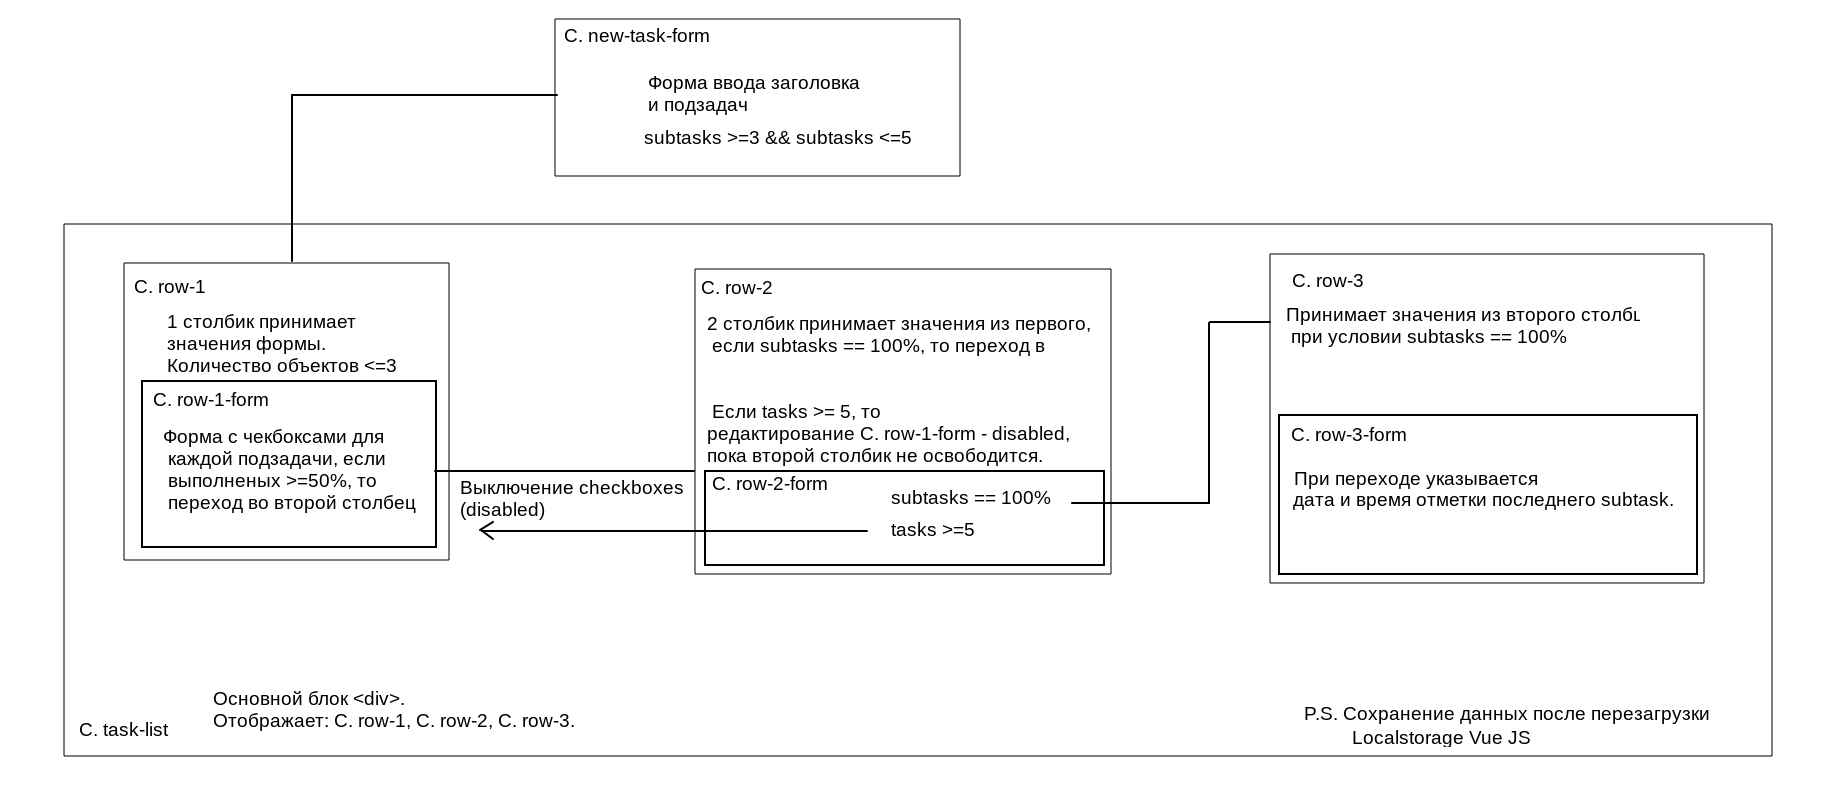 C. new-task-form
Форма ввода заголовка
и подзадач
subtasks >=3 && subtasks <=5
C. row-1
1 столбик принимает
значения формы.
Количество объектов <=3
C. row-1-form
Форма с чекбоксами для
каждой подзадачи, если
выполненых >=50%, то
переход во второй столбец
Выключение checkboxes
(disabled)
C. row-2
2 столбик принимает значения из первого,
если subtasks == 100%, то переход в
Если tasks >= 5, то
редактирование C. row-1-form - disabled,
пока второй столбик не освободится.
C. row-2-form
subtasks == 100%
tasks >=5
C. row-3
Принимает значения из второго
при условии subtasks == 100%
C. row-3-form
При переходе указывается
дата и время отметки последнего subtask.
C. task-list
Основной блок <div>.
Отображает: C. row-1, C. row-2, C. row-3.
P.S. Сохранение данных после перезагрузки
Localstorage Vue JS